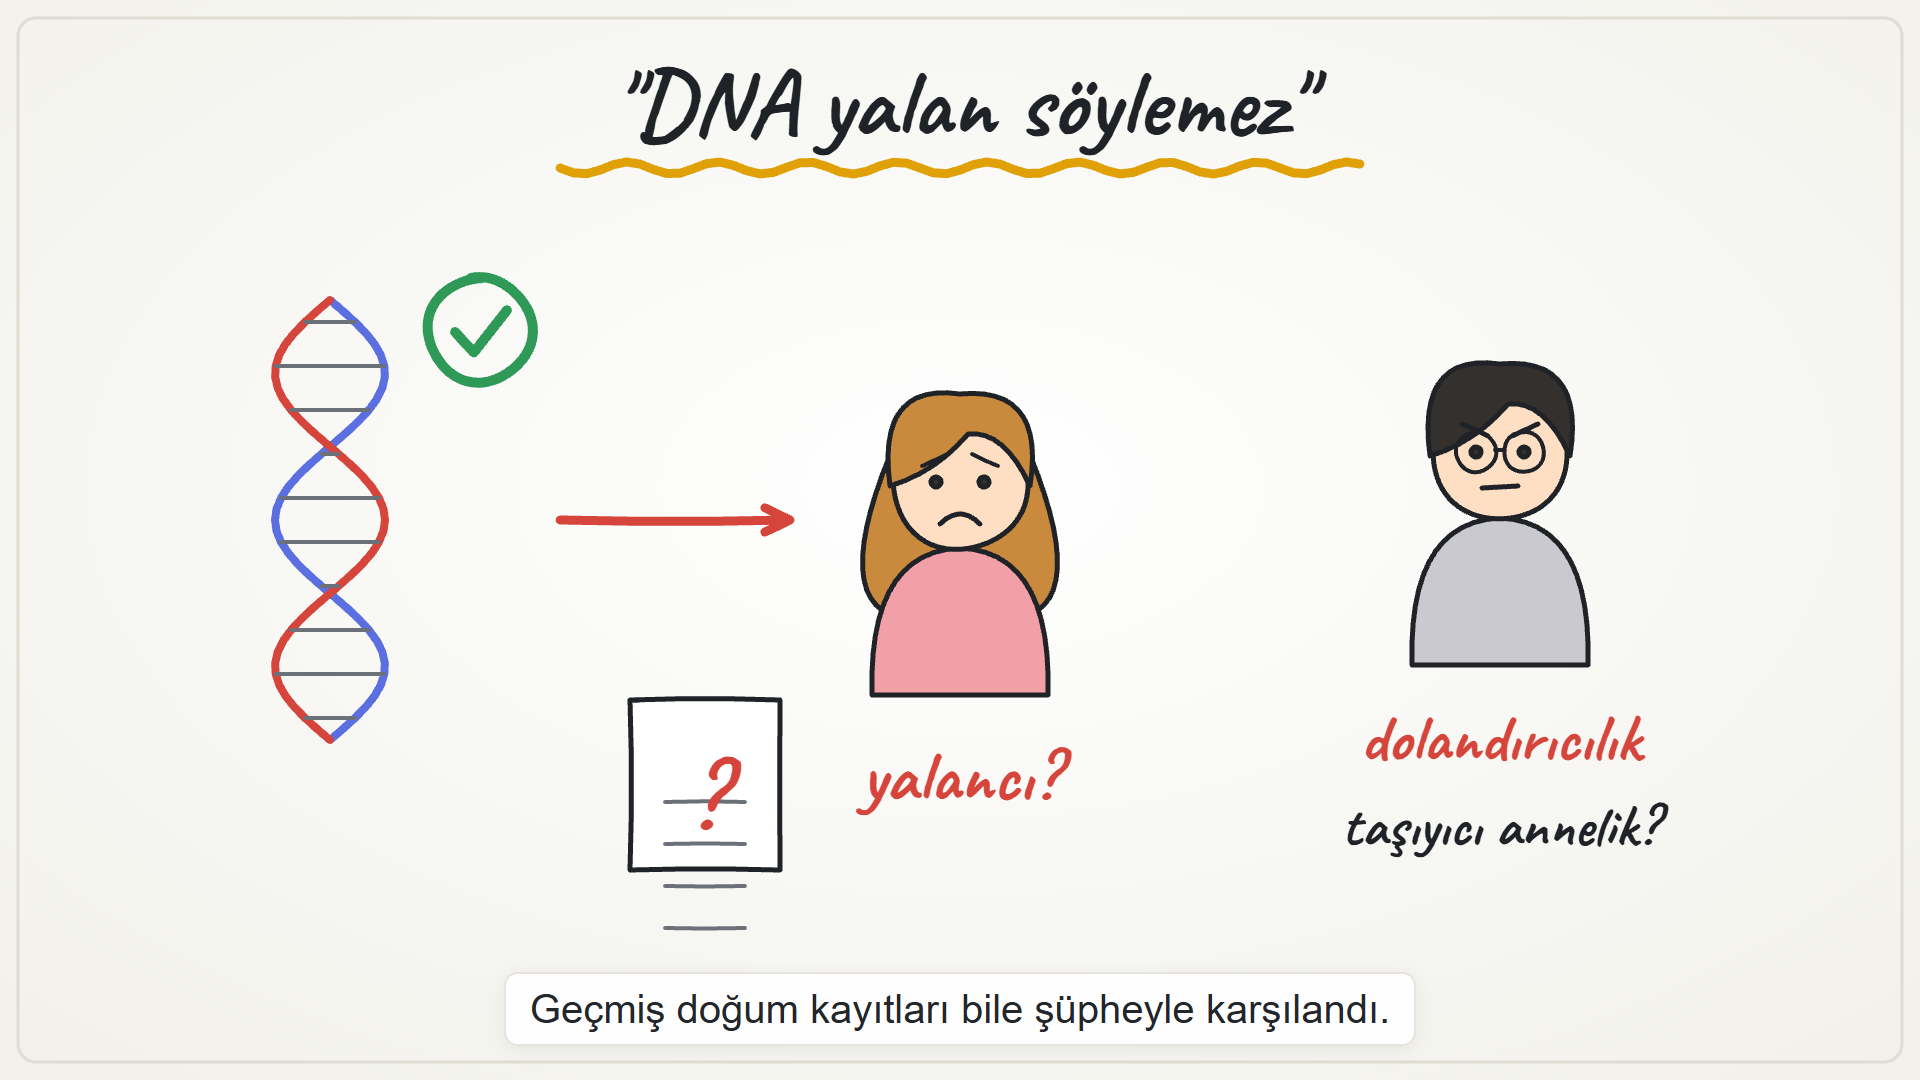 "DNA yalan söylemez"
?
yalancı?
dolandırıcılık
taşıyıcı annelik?
Geçmiş doğum kayıtları bile şüpheyle karşılandı.